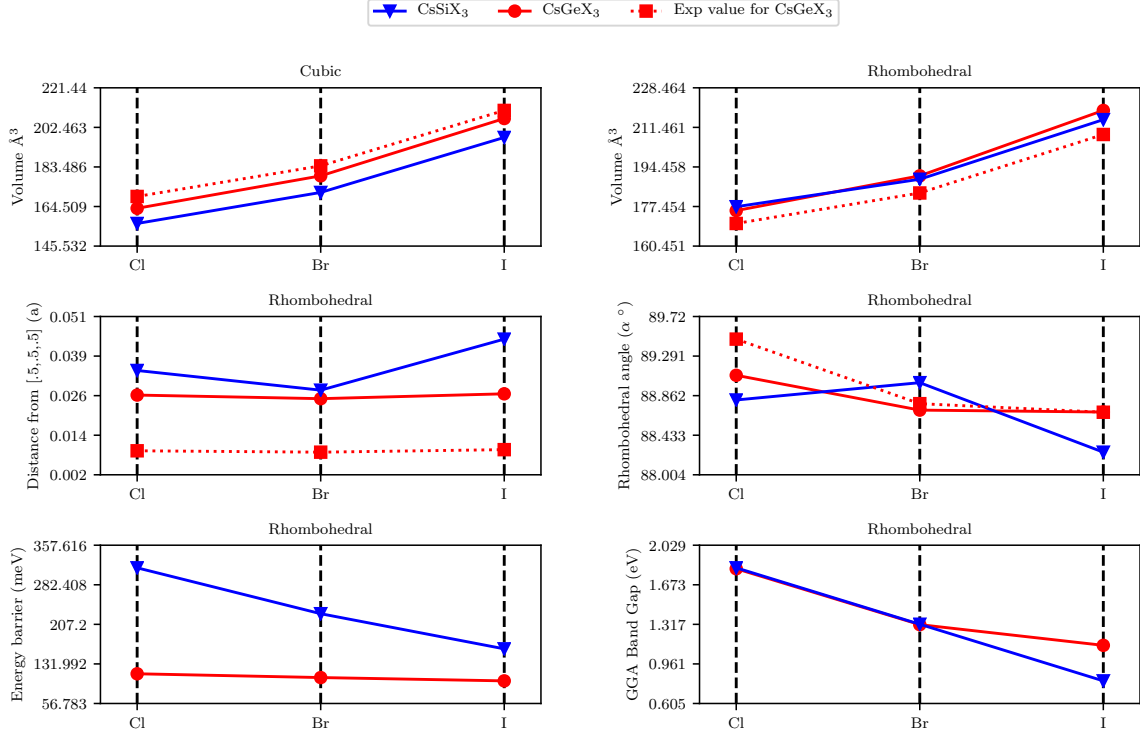 CsSiX3 CsGeX3 Exp value for CsGeX3
Cubic
Volume Å3
221.44
202.463
183.486
164.509
145.532
Cl Br I
Rhombohedral
Volume Å3
228.464
211.461
194.458
177.454
160.451
Cl Br I
Rhombohedral
Distance from [.5,.5,.5] (a)
0.051
0.039
0.026
0.014
0.002
Cl Br I
Rhombohedral
Rhombohedral angle (α °)
89.72
89.291
88.862
88.433
88.004
Cl Br I
Rhombohedral
Energy barrier (meV)
357.616
282.408
207.2
131.992
56.783
Cl Br I
Rhombohedral
GGA Band Gap (eV)
2.029
1.673
1.317
0.961
0.605
Cl Br I